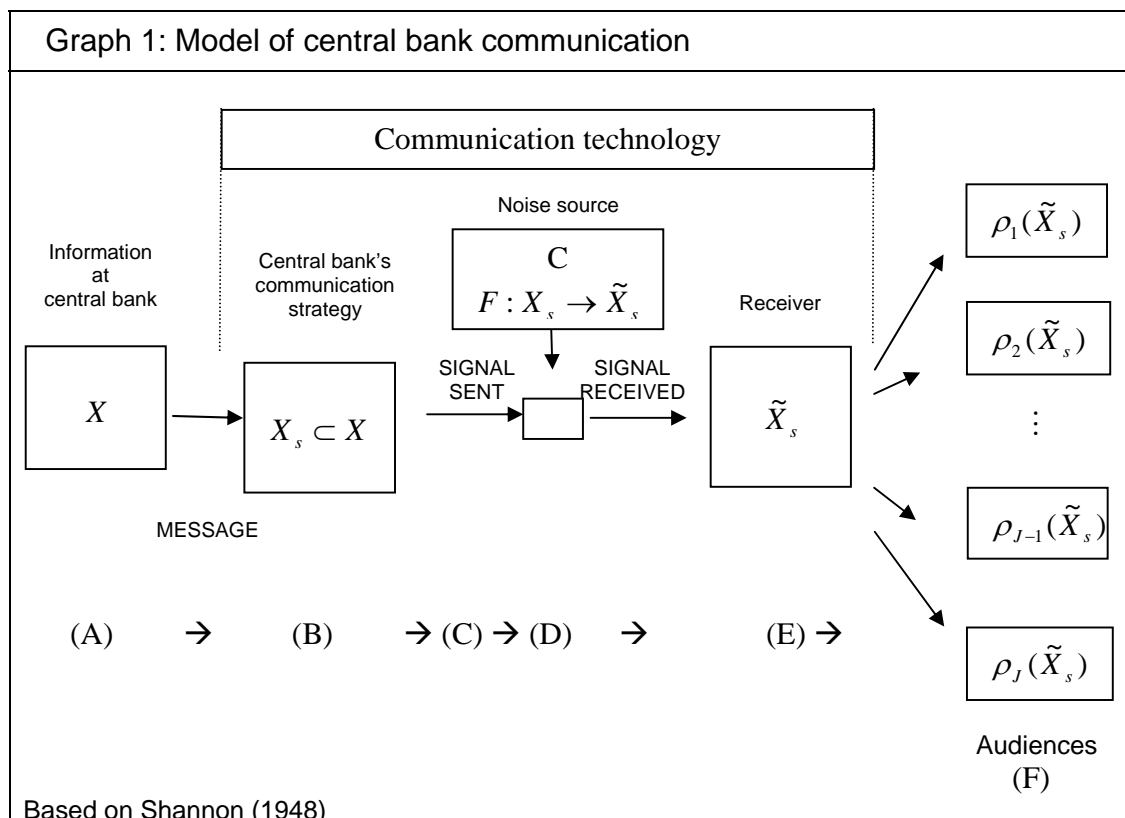 Graph 1: Model of central bank communication
Communication technology
Information
at
central bank
X
MESSAGE
Central bank's
communication
strategy
X_s ⊂ X
Noise source
C
F : X_s → X̃_s
SIGNAL
SENT
SIGNAL
RECEIVED
Receiver
X̃_s
ρ_1(X̃_s)
ρ_2(X̃_s)
⋮
ρ_{J-1}(X̃_s)
ρ_J(X̃_s)
Audiences
(F)
(A) → (B) → (C) → (D) → (E) →
Based on Shannon (1948)